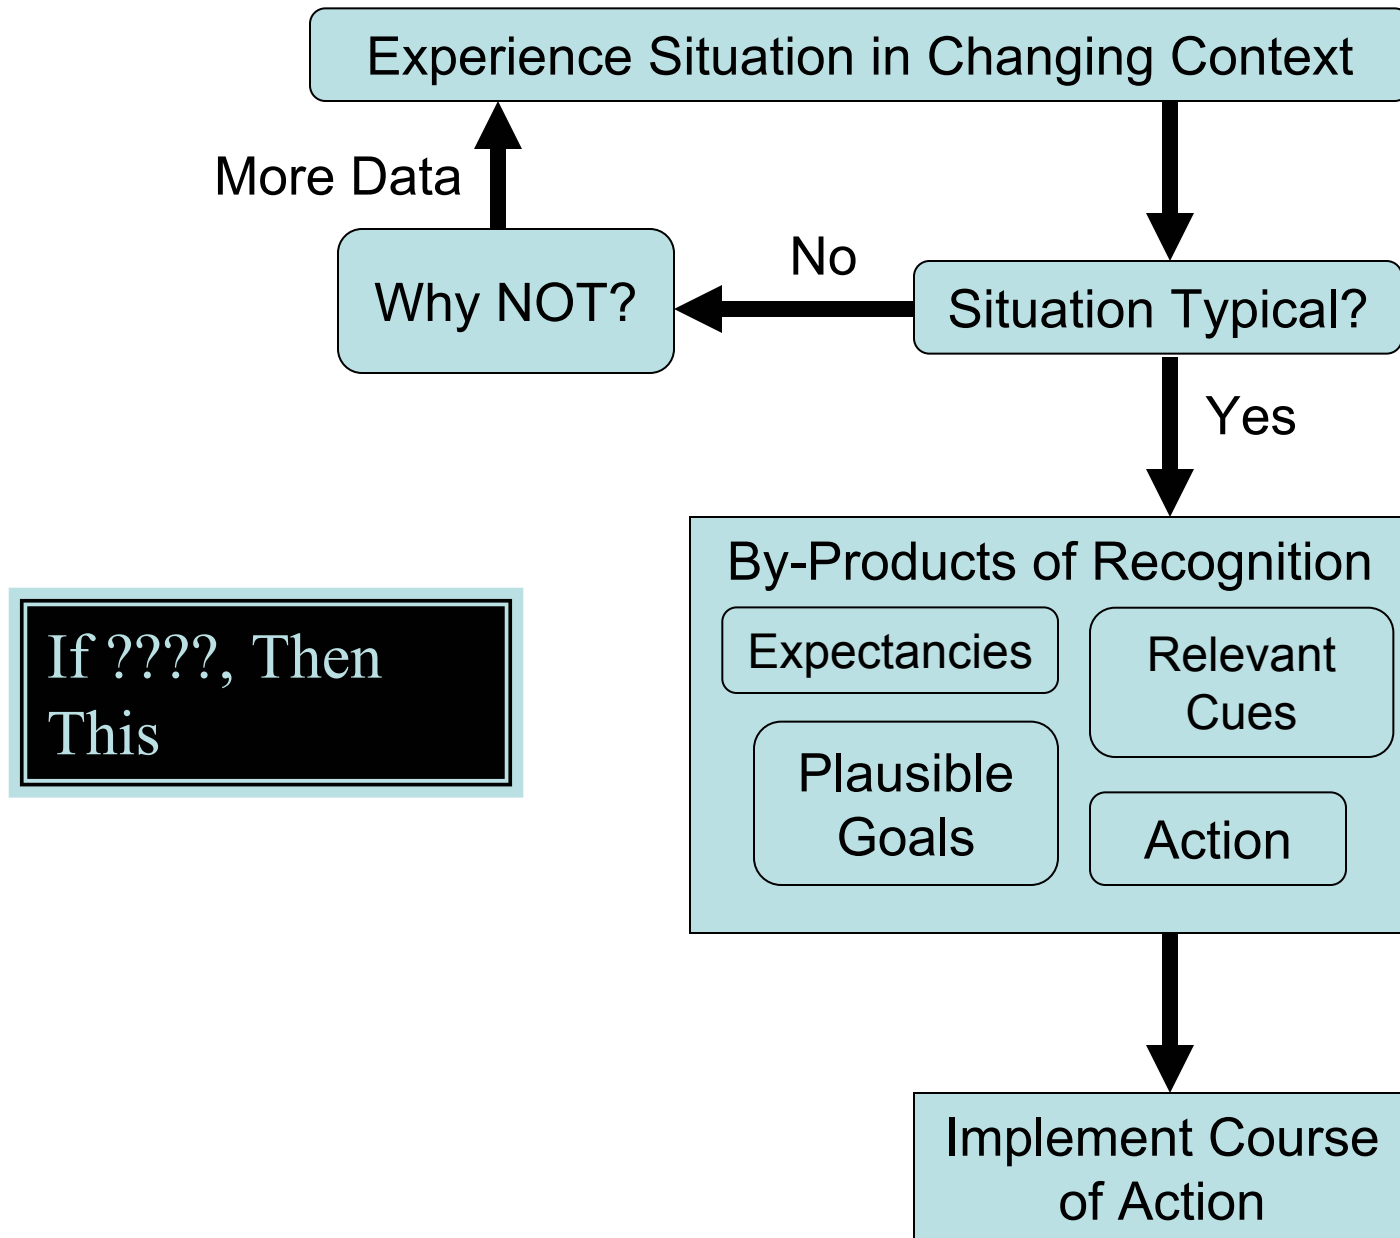 Experience Situation in Changing Context
More Data
No
Why NOT?
Situation Typical?
Yes
By-Products of Recognition
Expectancies
Relevant
Cues
Plausible
Goals
Action
If ????, Then
This
Implement Course
of Action